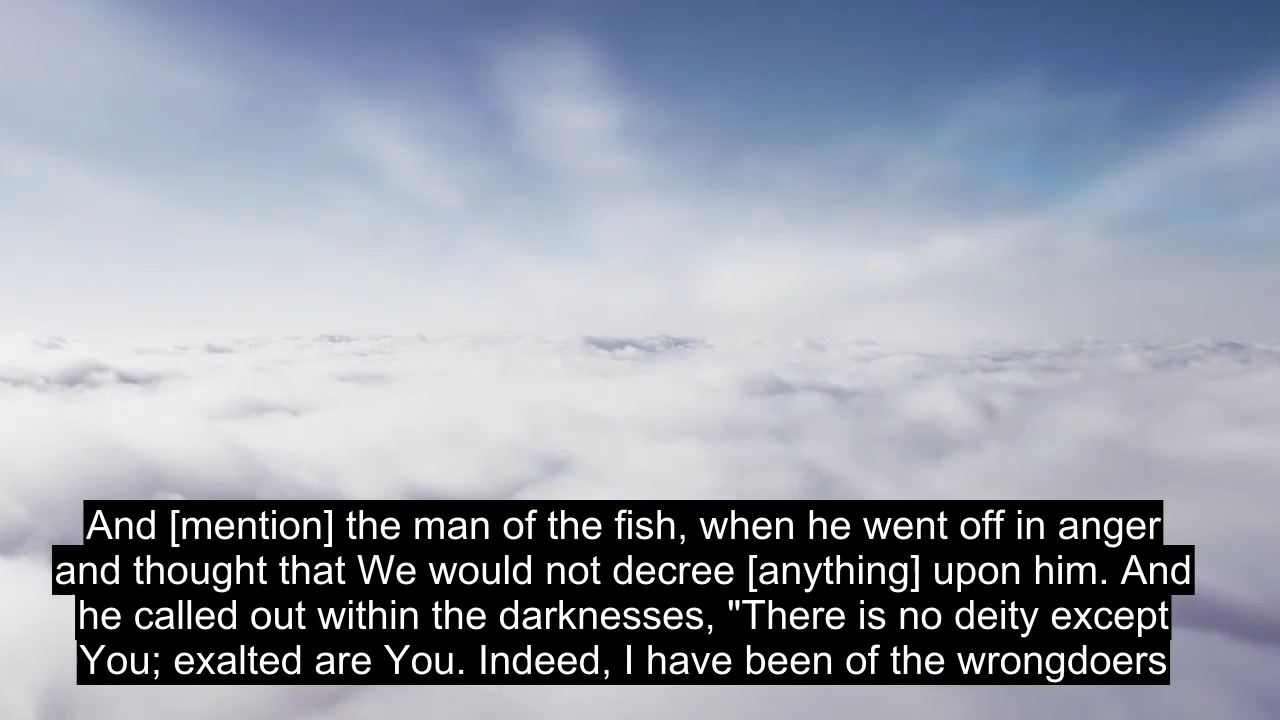 And [mention] the man of the fish, when he went off in anger
and thought that We would not decree [anything] upon him. And
he called out within the darknesses, "There is no deity except
You; exalted are You. Indeed, I have been of the wrongdoers